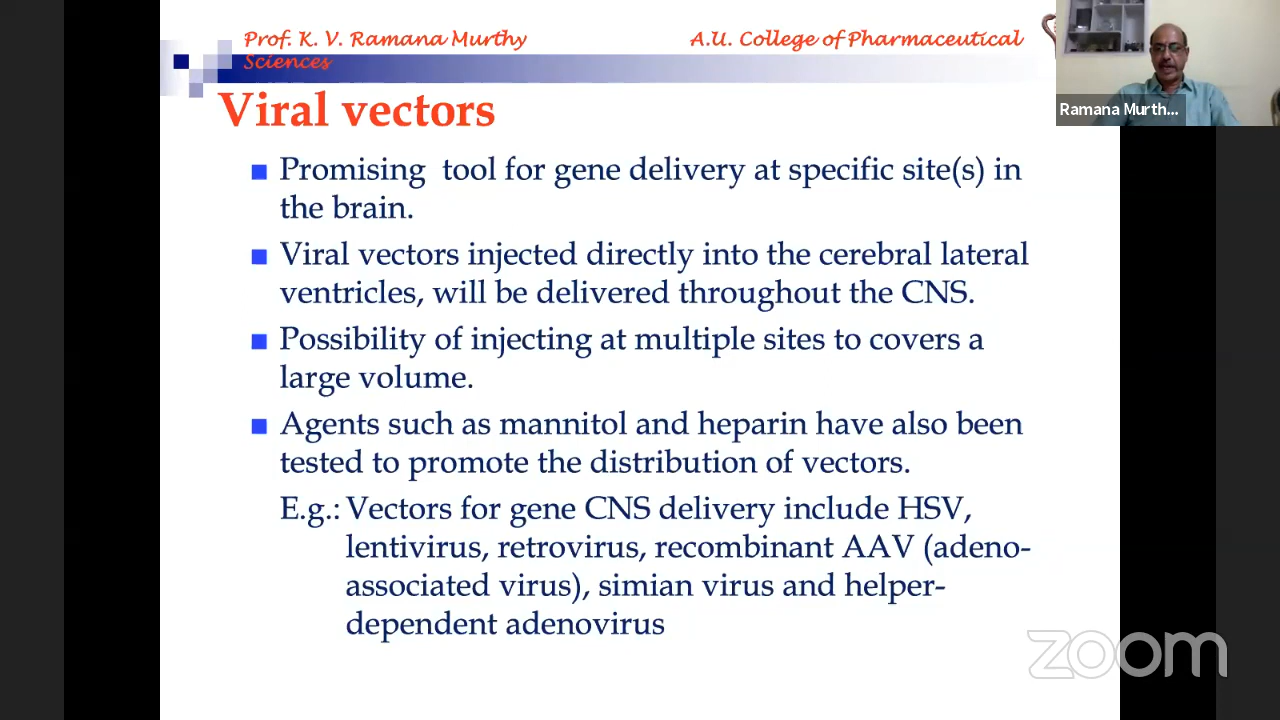 Prof. K. V. Ramana Murthy A.U. College of Pharmaceutical
Sciences
Ramana Murth...
Viral vectors
Promising tool for gene delivery at specific site(s) in
the brain.
Viral vectors injected directly into the cerebral lateral
ventricles, will be delivered throughout the CNS.
Possibility of injecting at multiple sites to covers a
large volume.
Agents such as mannitol and heparin have also been
tested to promote the distribution of vectors.
E.g.: Vectors for gene CNS delivery include HSV,
lentivirus, retrovirus, recombinant AAV (adeno-
associated virus), simian virus and helper-
dependent adenovirus
zoom